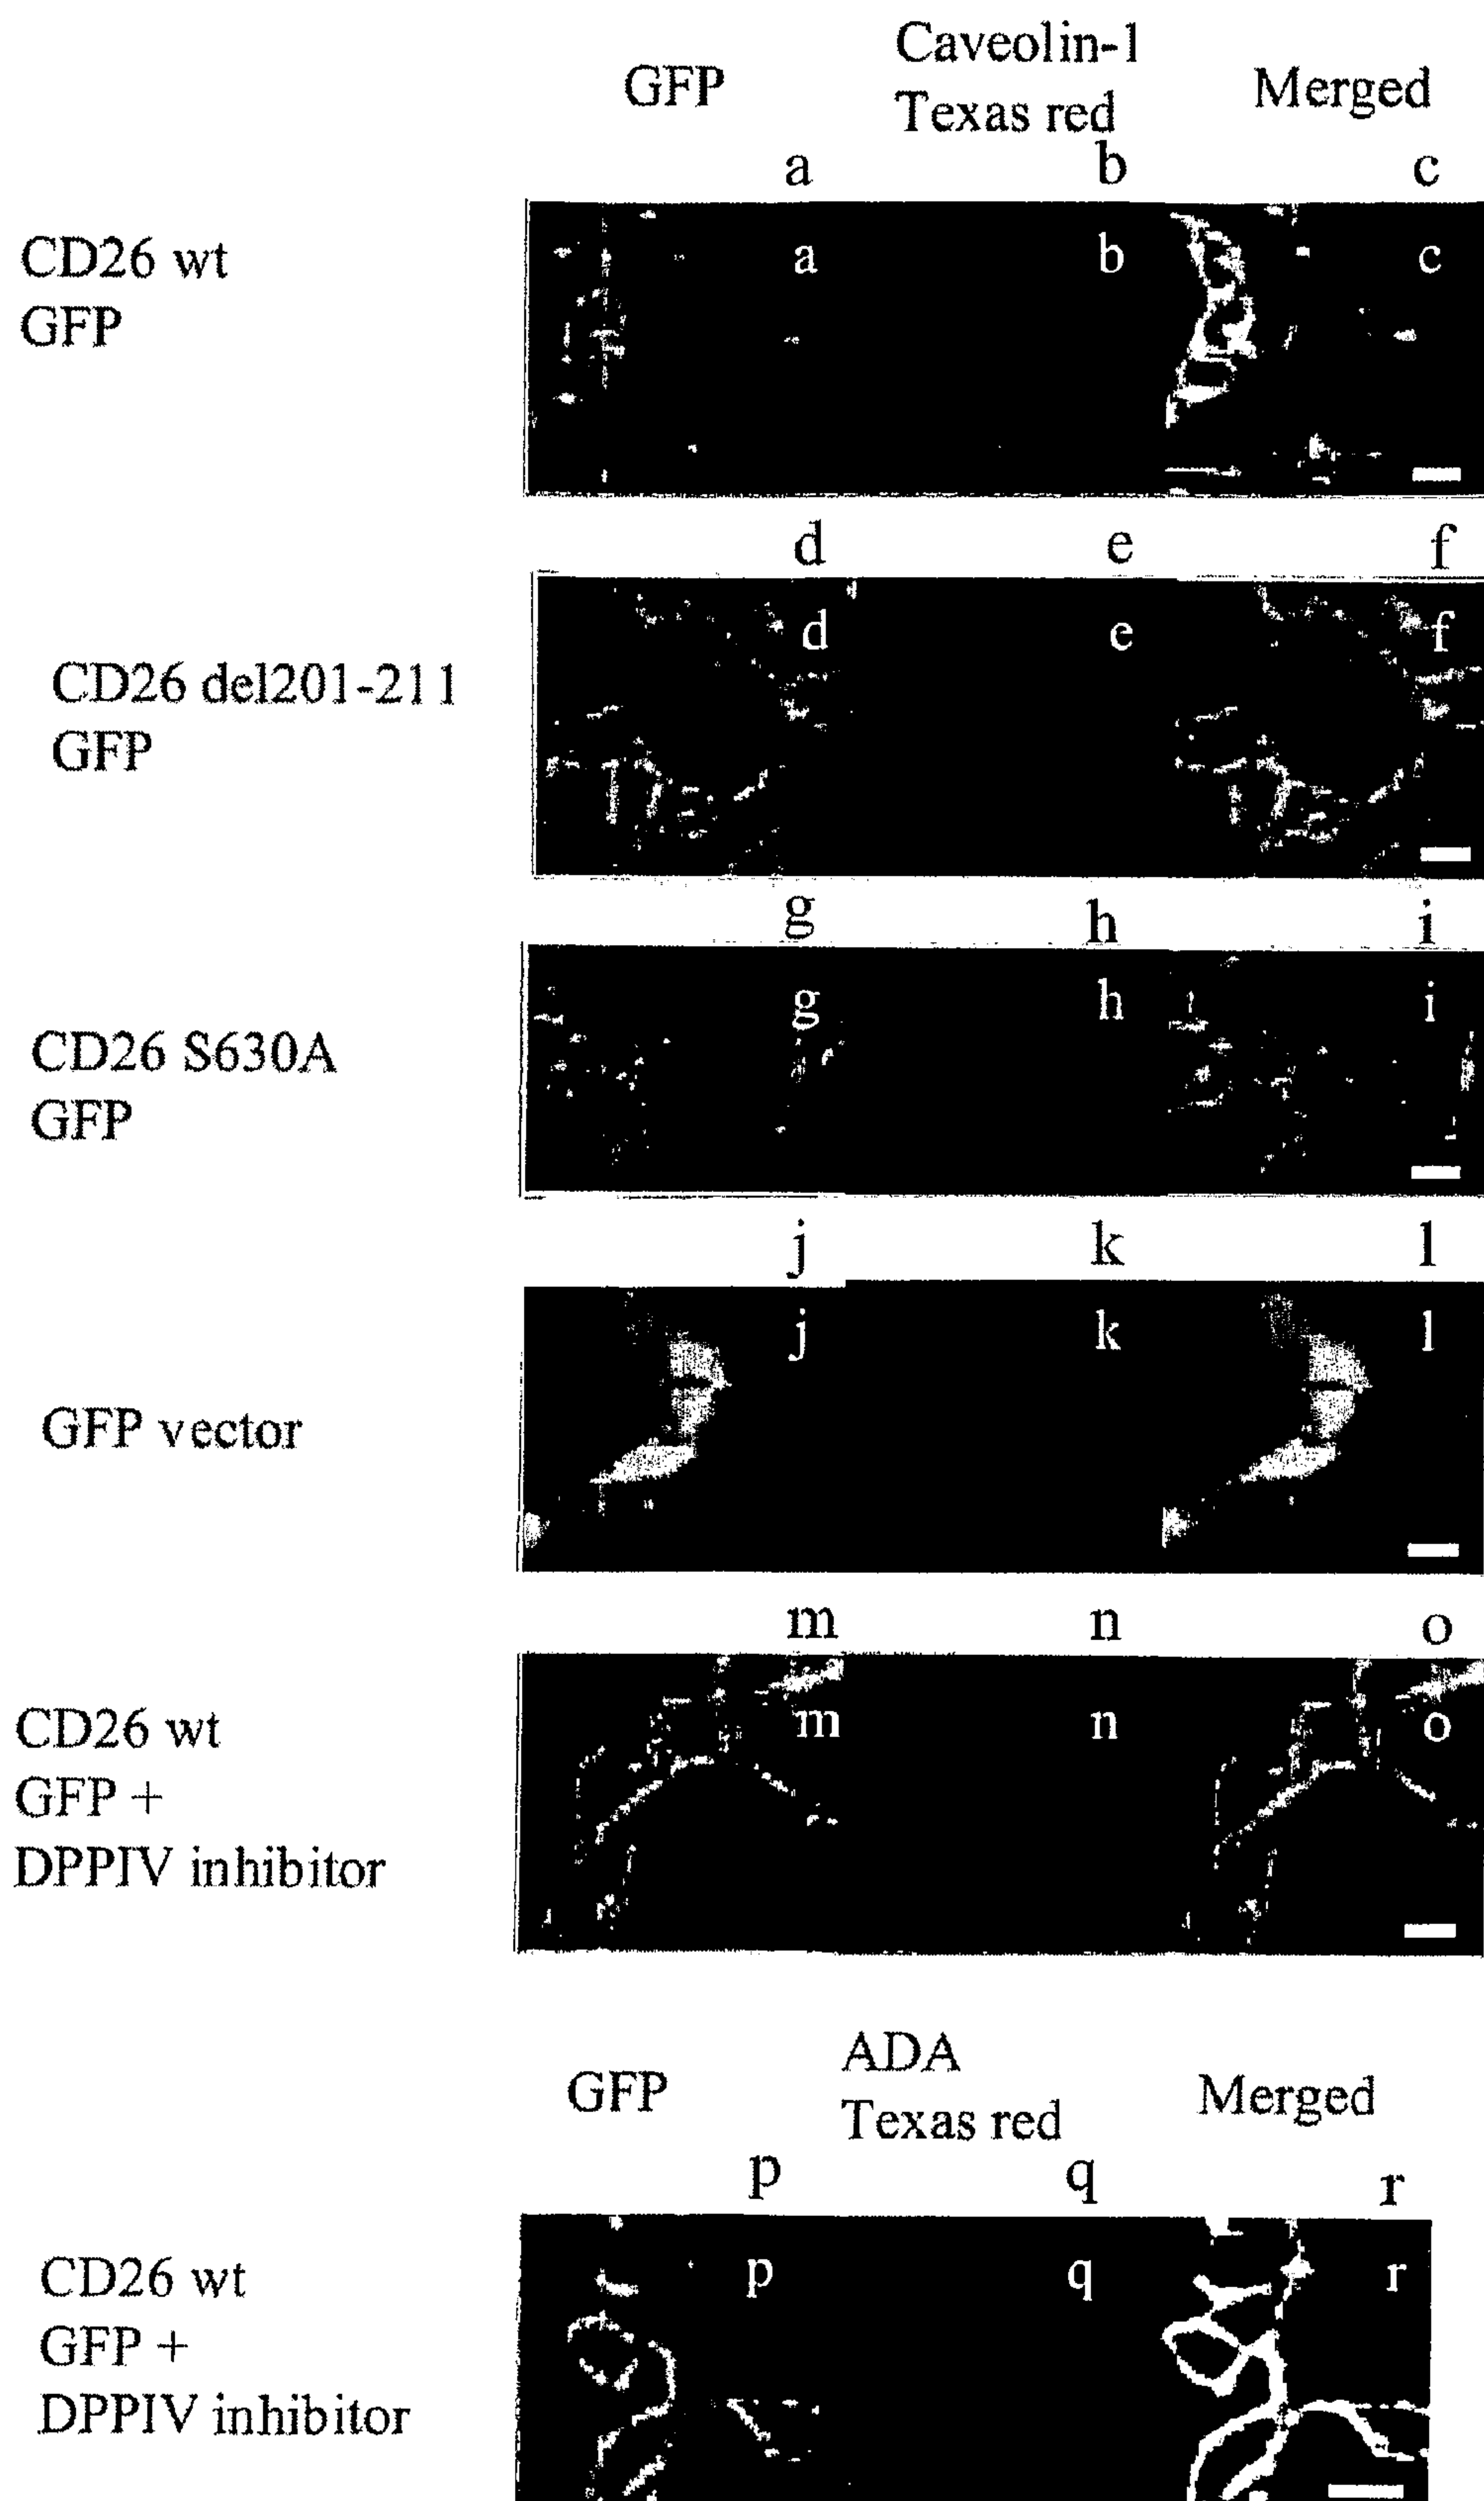 GFP
Caveolin-1
Texas red
Merged
a b c
CD26 wt
GFP
a b c
d e f
CD26 del201-211
GFP
d e f
g h i
CD26 S630A
GFP
g h i
j k l
GFP vector
j k l
m n o
CD26 wt
GFP +
DPPIV inhibitor
m n o
GFP
ADA
Texas red
Merged
p q r
CD26 wt
GFP +
DPPIV inhibitor
p q r